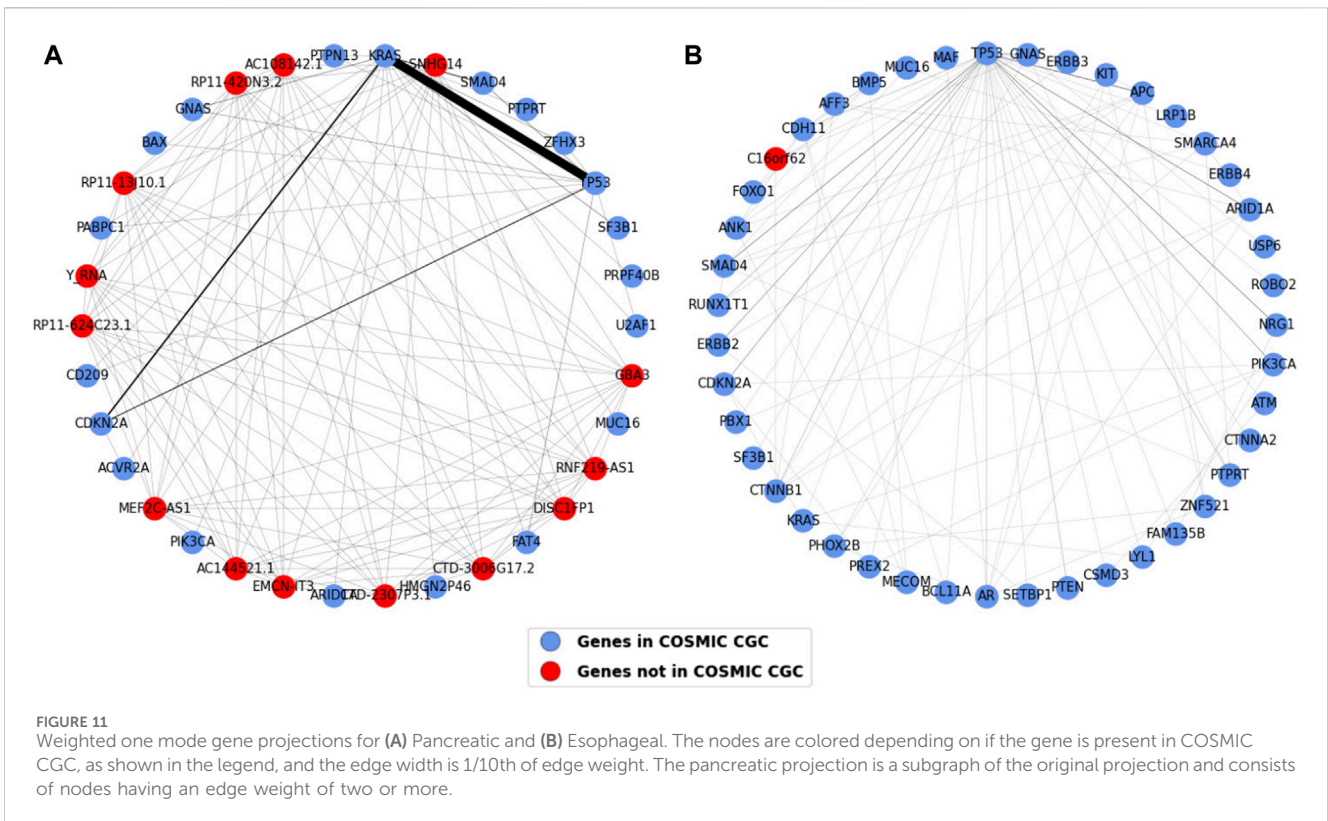 A
PTPN13
KRAS
SNHG14
SMAD4
PTPRT
ZFHX3
TP53
SF3B1
PRPF40B
U2AF1
GBA3
MUC16
RNF219-AS1
DISC1FP1
FAT4
CTD-3006G17.2
HMGN2P46
CTD-2307P3.1
EMCN-IT3
AC144521.1
PIK3CA
MEF2C-AS1
ACVR2A
CDKN2A
CD209
RP11-624C23.1
Y_RNA
PABPC1
RP11-13J10.1
BAX
GNAS
RP11-420N3.2
AC108142.1
B
TP53
GNAS
ERBB3
KIT
APC
LRP1B
SMARCA4
ERBB4
ARID1A
USP6
ROBO2
NRG1
PIK3CA
ATM
CTNNA2
PTPRT
ZNF521
FAM135B
LYL1
CSMD3
PTEN
SETBP1
AR
BCL11A
MECOM
PREX2
PHOX2B
KRAS
CTNNB1
SF3B1
PBX1
CDKN2A
ERBB2
RUNX1T1
SMAD4
ANK1
FOXO1
C16orf62
CDH11
AFF3
BMP5
MUC16
MAF
Genes in COSMIC CGC
Genes not in COSMIC CGC
FIGURE 11
Weighted one mode gene projections for (A) Pancreatic and (B) Esophageal. The nodes are colored depending on if the gene is present in COSMIC
CGC, as shown in the legend, and the edge width is 1/10th of edge weight. The pancreatic projection is a subgraph of the original projection and consists
of nodes having an edge weight of two or more.